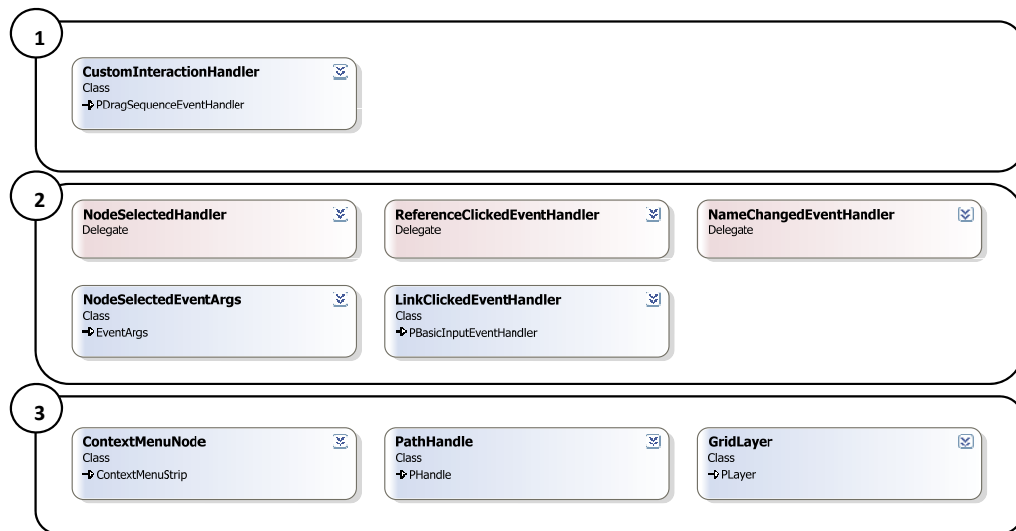 1
CustomInteractionHandler
Class
PDragSequenceEventHandler
2
NodeSelectedHandler
Delegate
ReferenceClickedEventHandler
Delegate
NameChangedEventHandler
Delegate
NodeSelectedEventArgs
Class
EventArgs
LinkClickedEventHandler
Class
PBasicInputEventHandler
3
ContextMenuNode
Class
ContextMenuStrip
PathHandle
Class
PHandle
GridLayer
Class
PLayer